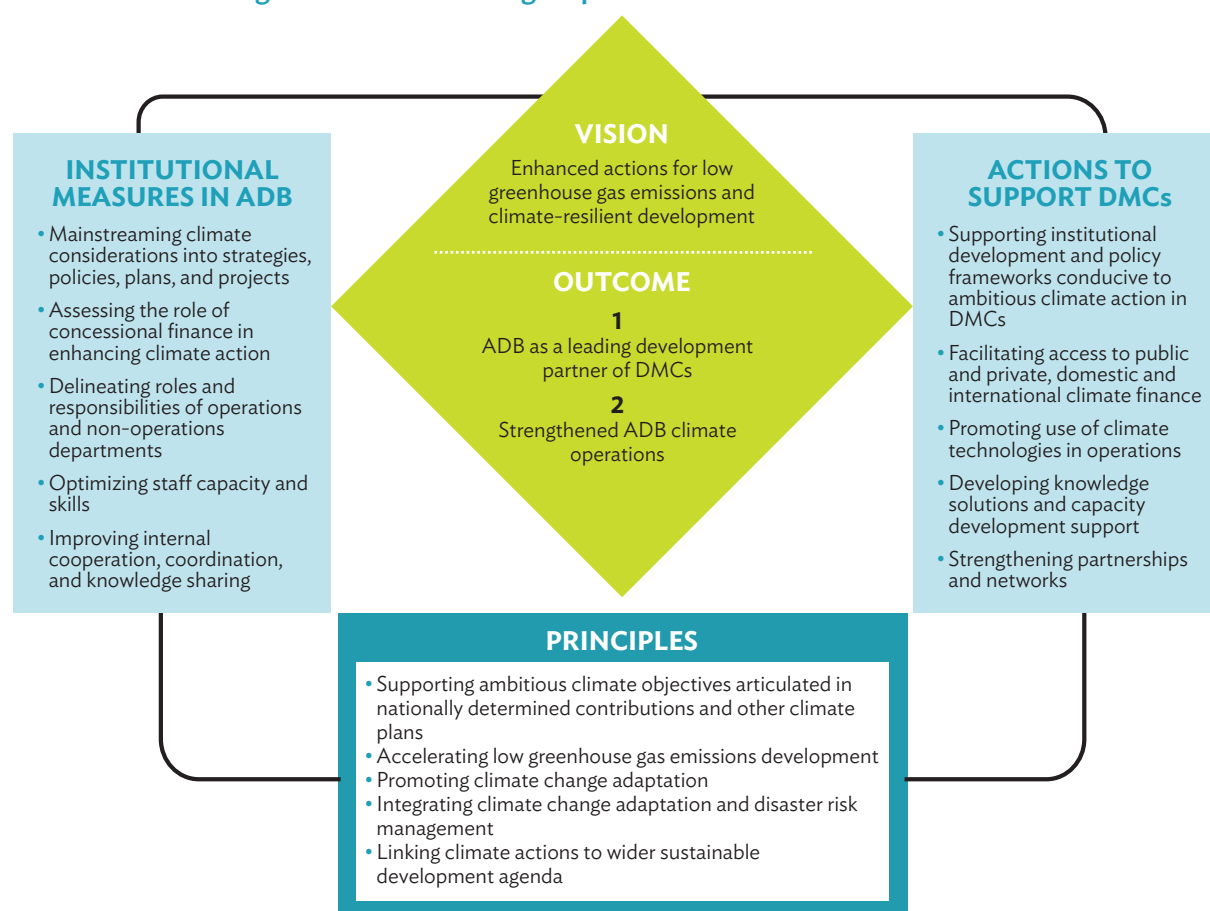 VISION
Enhanced actions for low
greenhouse gas emissions and
climate-resilient development
OUTCOME
1
ADB as a leading development
partner of DMCs
2
Strengthened ADB climate
operations
INSTITUTIONAL
MEASURES IN ADB
• Mainstreaming climate
considerations into strategies,
policies, plans, and projects
• Assessing the role of
concessional finance in
enhancing climate action
• Delineating roles and
responsibilities of operations
and non-operations
departments
• Optimizing staff capacity and
skills
• Improving internal
cooperation, coordination,
and knowledge sharing
ACTIONS TO
SUPPORT DMCs
• Supporting institutional
development and policy
frameworks conducive to
ambitious climate action in
DMCs
• Facilitating access to public
and private, domestic and
international climate finance
• Promoting use of climate
technologies in operations
• Developing knowledge
solutions and capacity
development support
• Strengthening partnerships
and networks
PRINCIPLES
• Supporting ambitious climate objectives articulated in
nationally determined contributions and other climate
plans
• Accelerating low greenhouse gas emissions development
• Promoting climate change adaptation
• Integrating climate change adaptation and disaster risk
management
• Linking climate actions to wider sustainable
development agenda